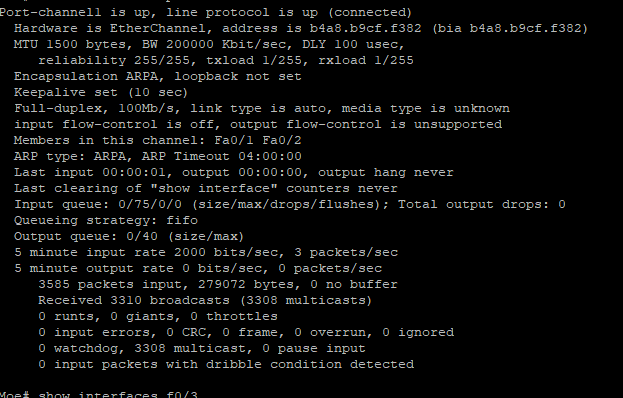 Port-channel1 is up, line protocol is up (connected)
Hardware is EtherChannel, address is b4a8.b9cf.f382 (bia b4a8.b9cf.f382)
MTU 1500 bytes, BW 200000 Kbit/sec, DLY 100 usec,
reliability 255/255, txload 1/255, rxload 1/255
Encapsulation ARPA, loopback not set
Keepalive set (10 sec)
Full-duplex, 100Mb/s, link type is auto, media type is unknown
input flow-control is off, output flow-control is unsupported
Members in this channel: Fa0/1 Fa0/2
ARP type: ARPA, ARP Timeout 04:00:00
Last input 00:00:01, output 00:00:00, output hang never
Last clearing of "show interface" counters never
Input queue: 0/75/0/0 (size/max/drops/flushes); Total output drops: 0
Queueing strategy: fifo
Output queue: 0/40 (size/max)
5 minute input rate 2000 bits/sec, 3 packets/sec
5 minute output rate 0 bits/sec, 0 packets/sec
3585 packets input, 279072 bytes, 0 no buffer
Received 3310 broadcasts (3308 multicasts)
0 runts, 0 giants, 0 throttles
0 input errors, 0 CRC, 0 frame, 0 overrun, 0 ignored
0 watchdog, 3308 multicast, 0 pause input
0 input packets with dribble condition detected
Moe# show interfaces f0/3